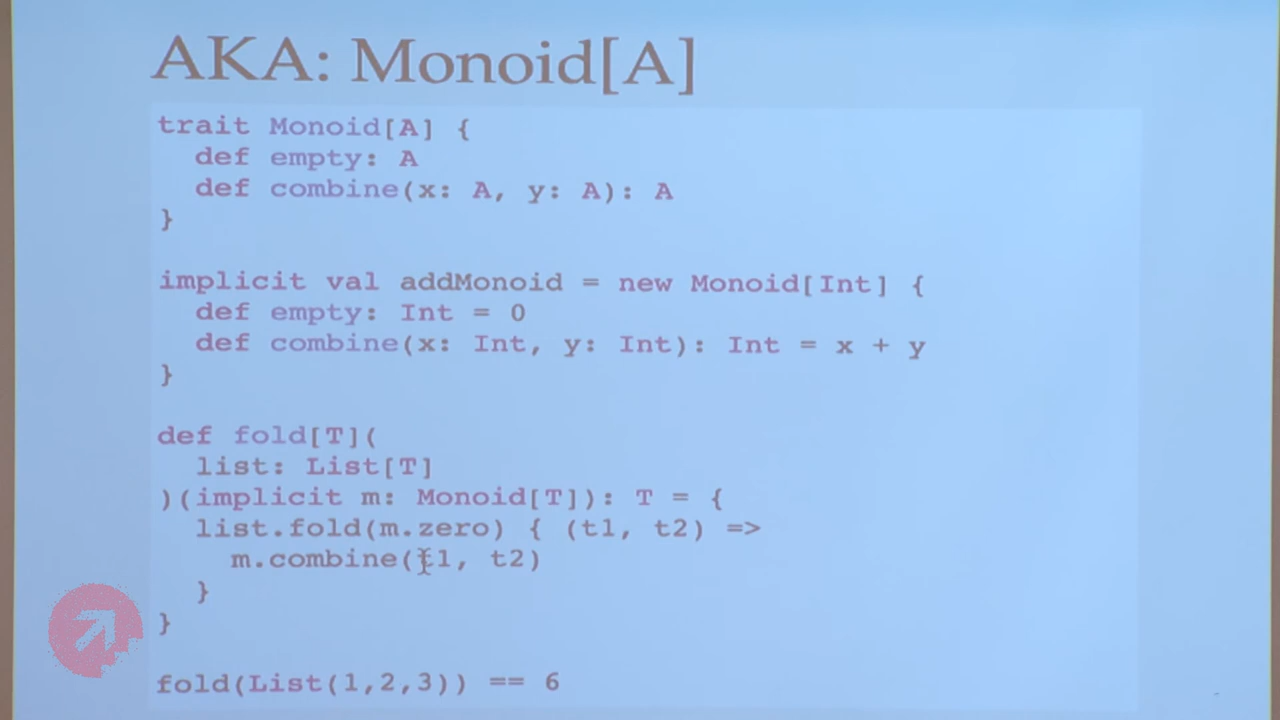 AKA: Monoid[A]
trait Monoid[A] {
  def empty: A
  def combine(x: A, y: A): A
}
implicit val addMonoid = new Monoid[Int] {
  def empty: Int = 0
  def combine(x: Int, y: Int): Int = x + y
}
def fold[T](
  list: List[T]
)(implicit m: Monoid[T]): T = {
  list.fold(m.zero) { (t1, t2) =>
    m.combine(t1, t2)
  }
}
fold(List(1,2,3)) == 6